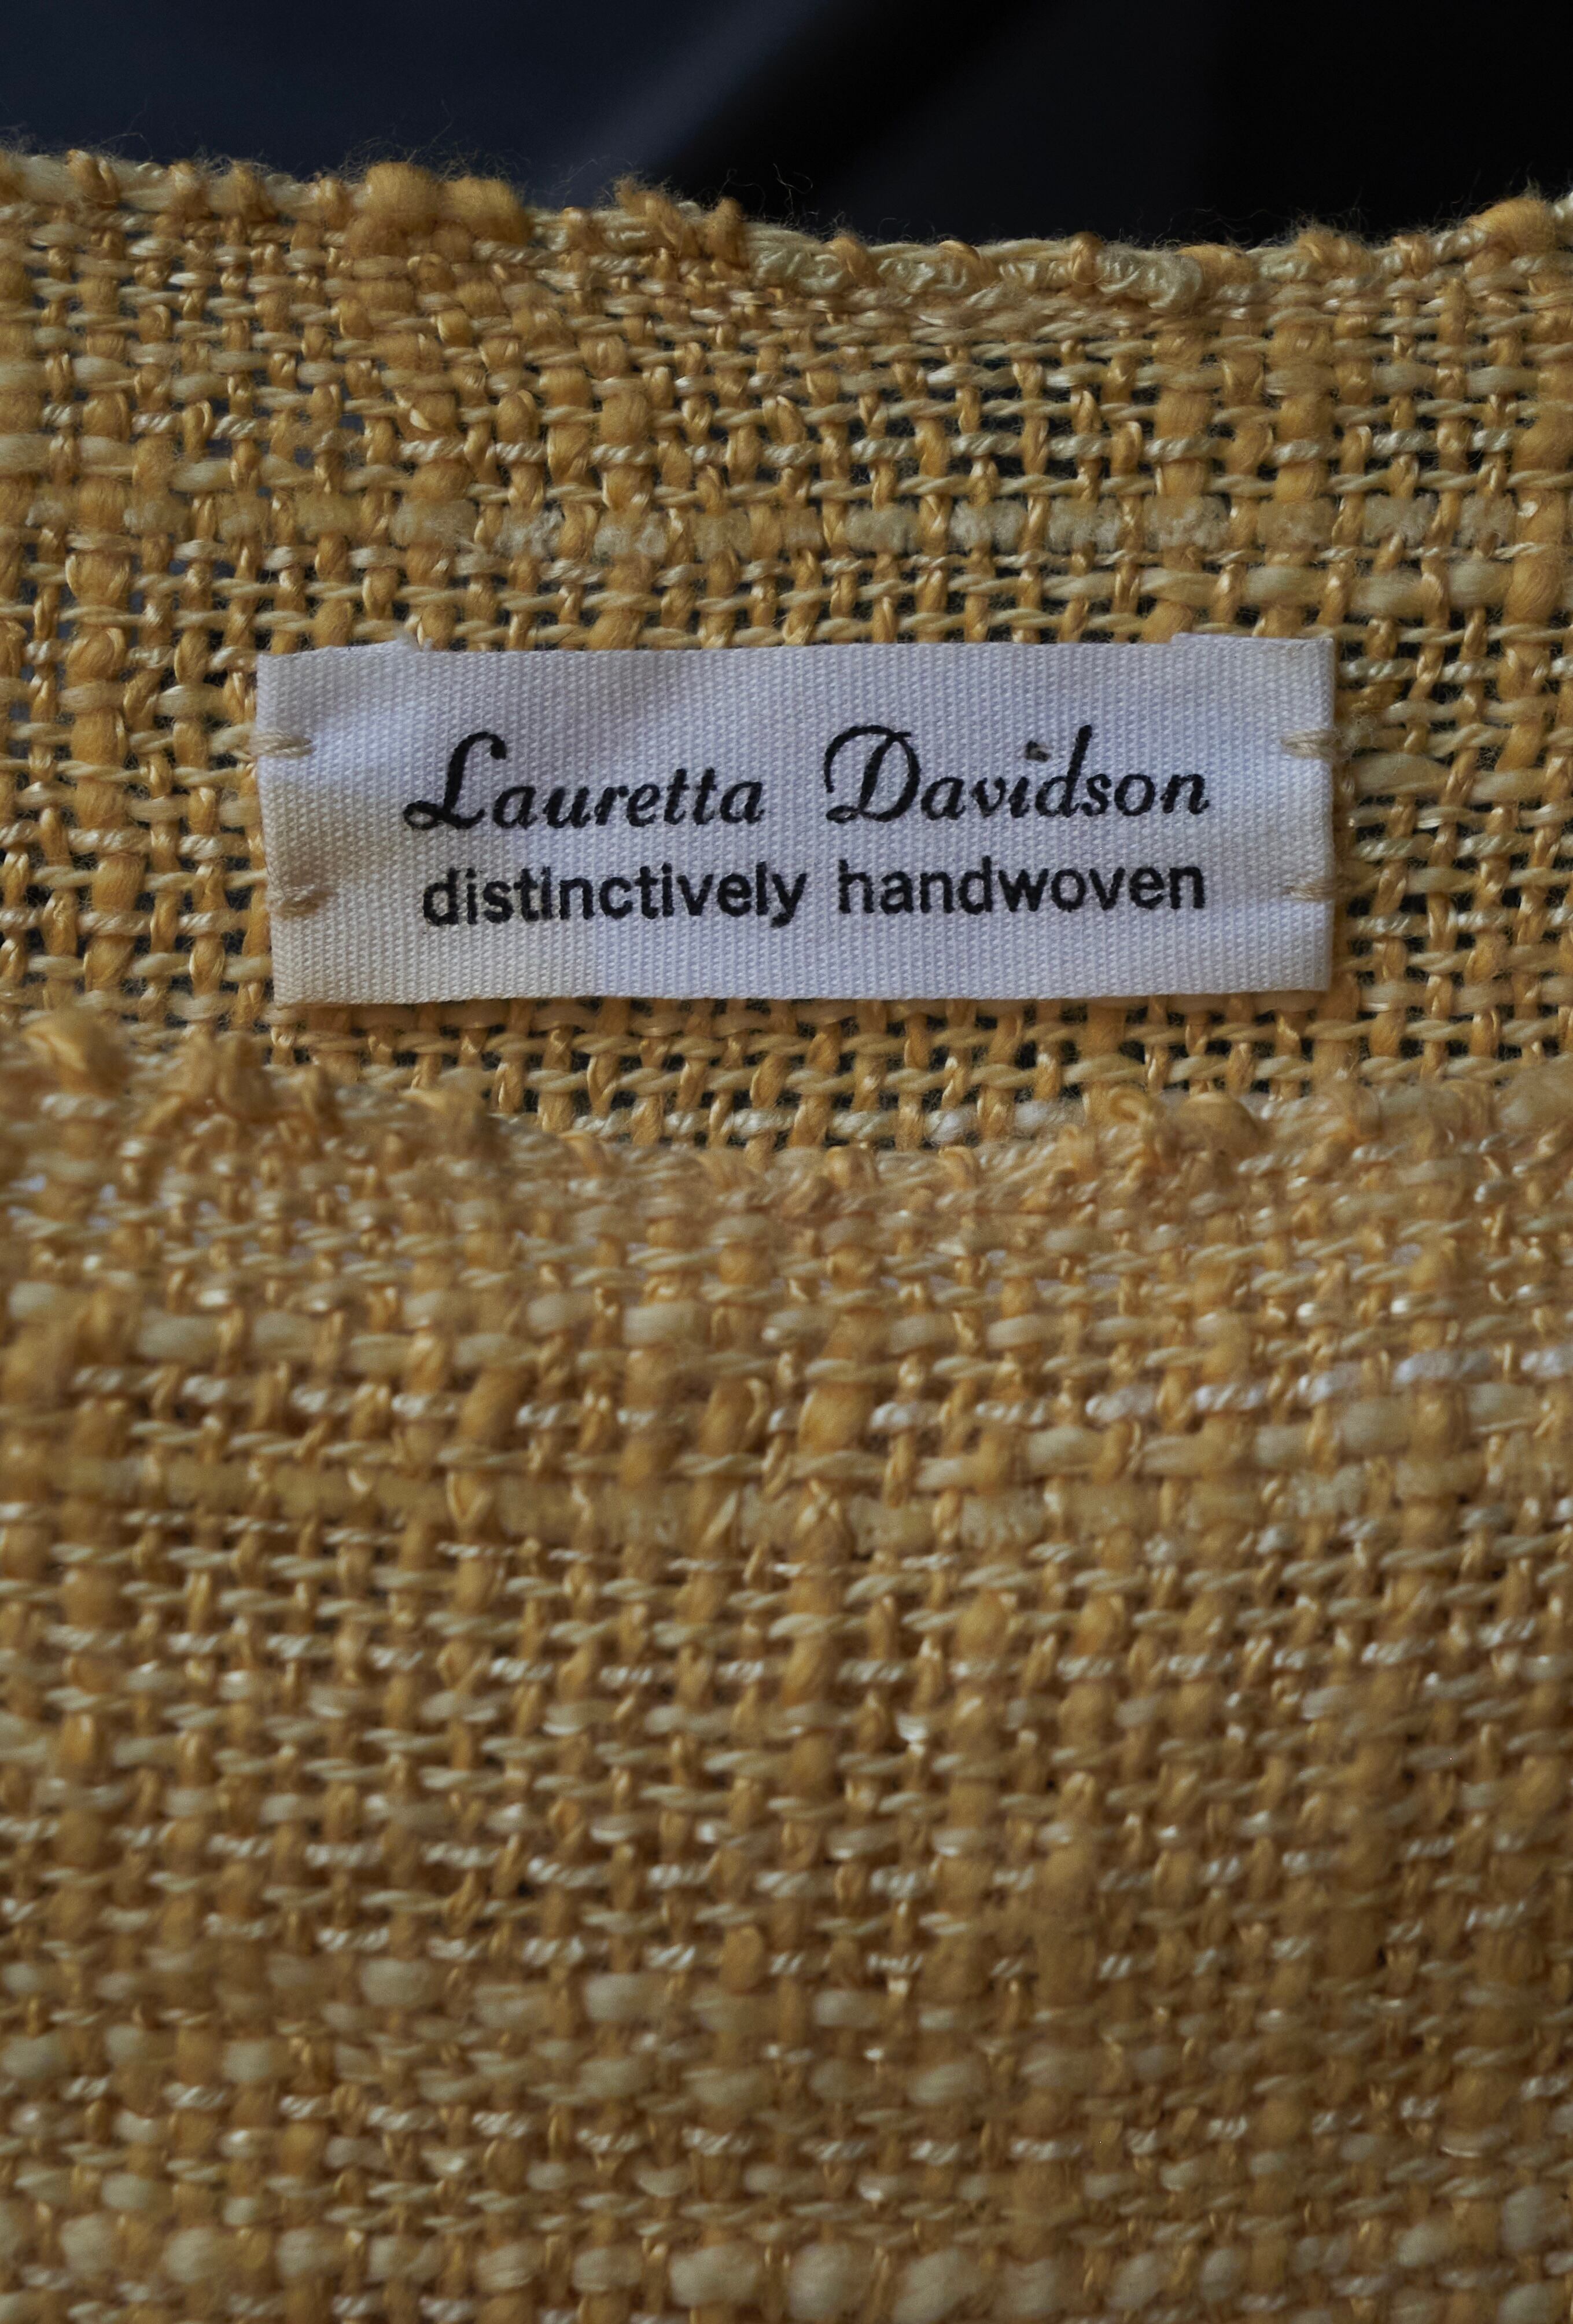 Lauretta Davidson
distinctively handwoven